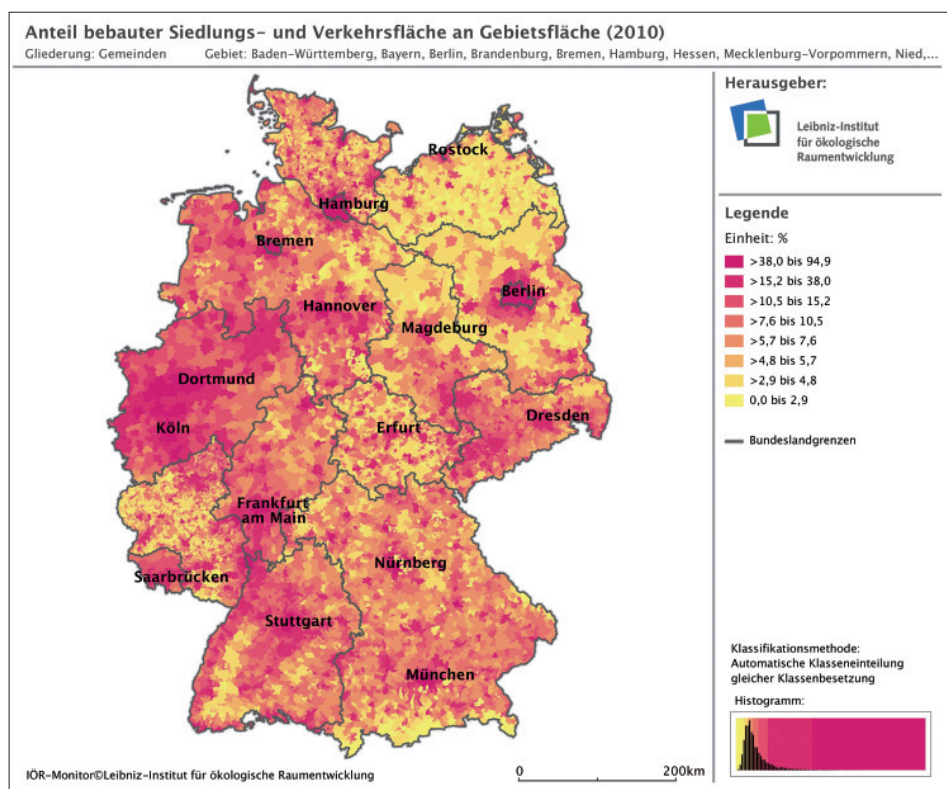 Anteil bebauter Siedlungs- und Verkehrsfläche an Gebietsfläche (2010)
Gliederung: Gemeinden Gebiet: Baden-Württemberg, Bayern, Berlin, Brandenburg, Bremen, Hamburg, Hessen, Mecklenburg-Vorpommern, Nied,...
Herausgeber:
Leibniz-Institut
für ökologische
Raumentwicklung
Legende
Einheit: %
>38,0 bis 94,9
>15,2 bis 38,0
>10,5 bis 15,2
>7,6 bis 10,5
>5,7 bis 7,6
>4,8 bis 5,7
>2,9 bis 4,8
0,0 bis 2,9
Bundeslandgrenzen
Rostock
Hamburg
Bremen
Berlin
Hannover
Magdeburg
Dortmund
Dresden
Köln
Erfurt
Frankfurt
am Main
Nürnberg
Saarbrücken
Stuttgart
München
Klassifikationsmethode:
Automatische Klasseneinteilung
gleicher Klassenbesetzung
Histogramm:
IÖR-Monitor©Leibniz-Institut für ökologische Raumentwicklung
0 200km